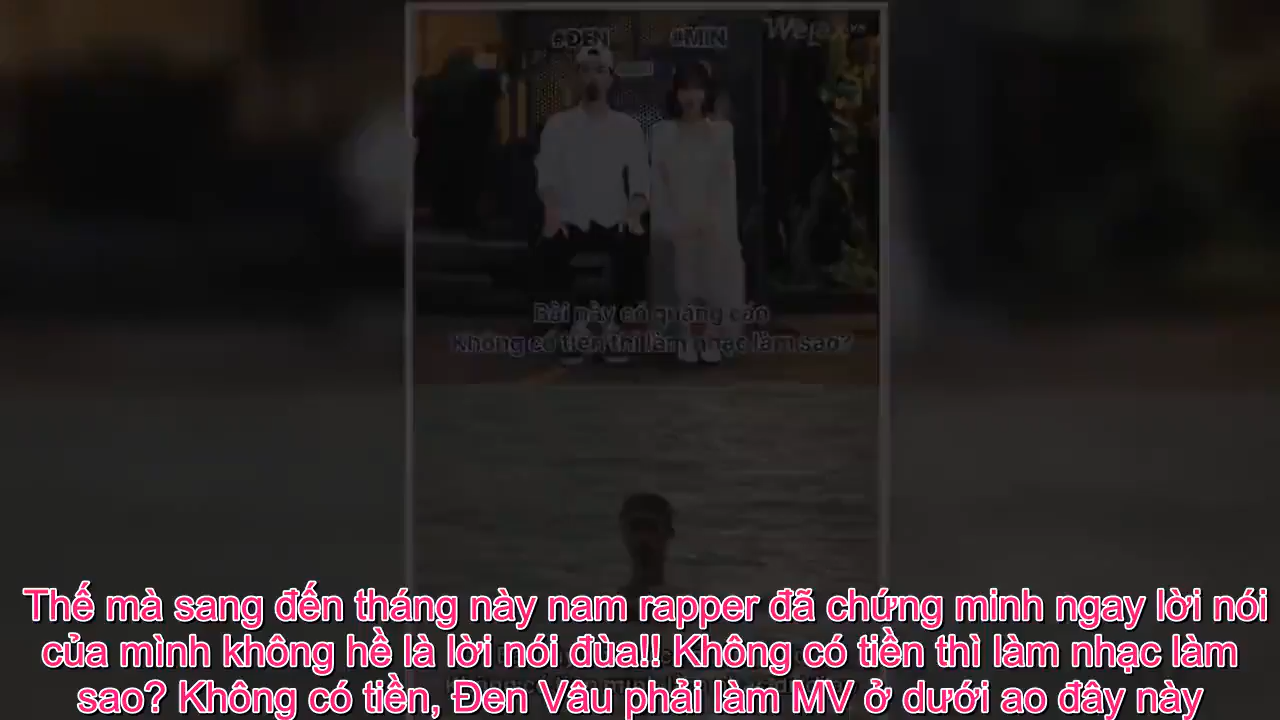 #ĐEN #MIN WeLax.vn
Bài này có quảng cáo
Không có tiền thì làm nhạc làm sao?
Thế mà sang đến tháng này nam rapper đã chứng minh ngay lời nói
của mình không hề là lời nói đùa!! Không có tiền thì làm nhạc làm
sao? Không có tiền, Đen Vâu phải làm MV ở dưới ao đây này